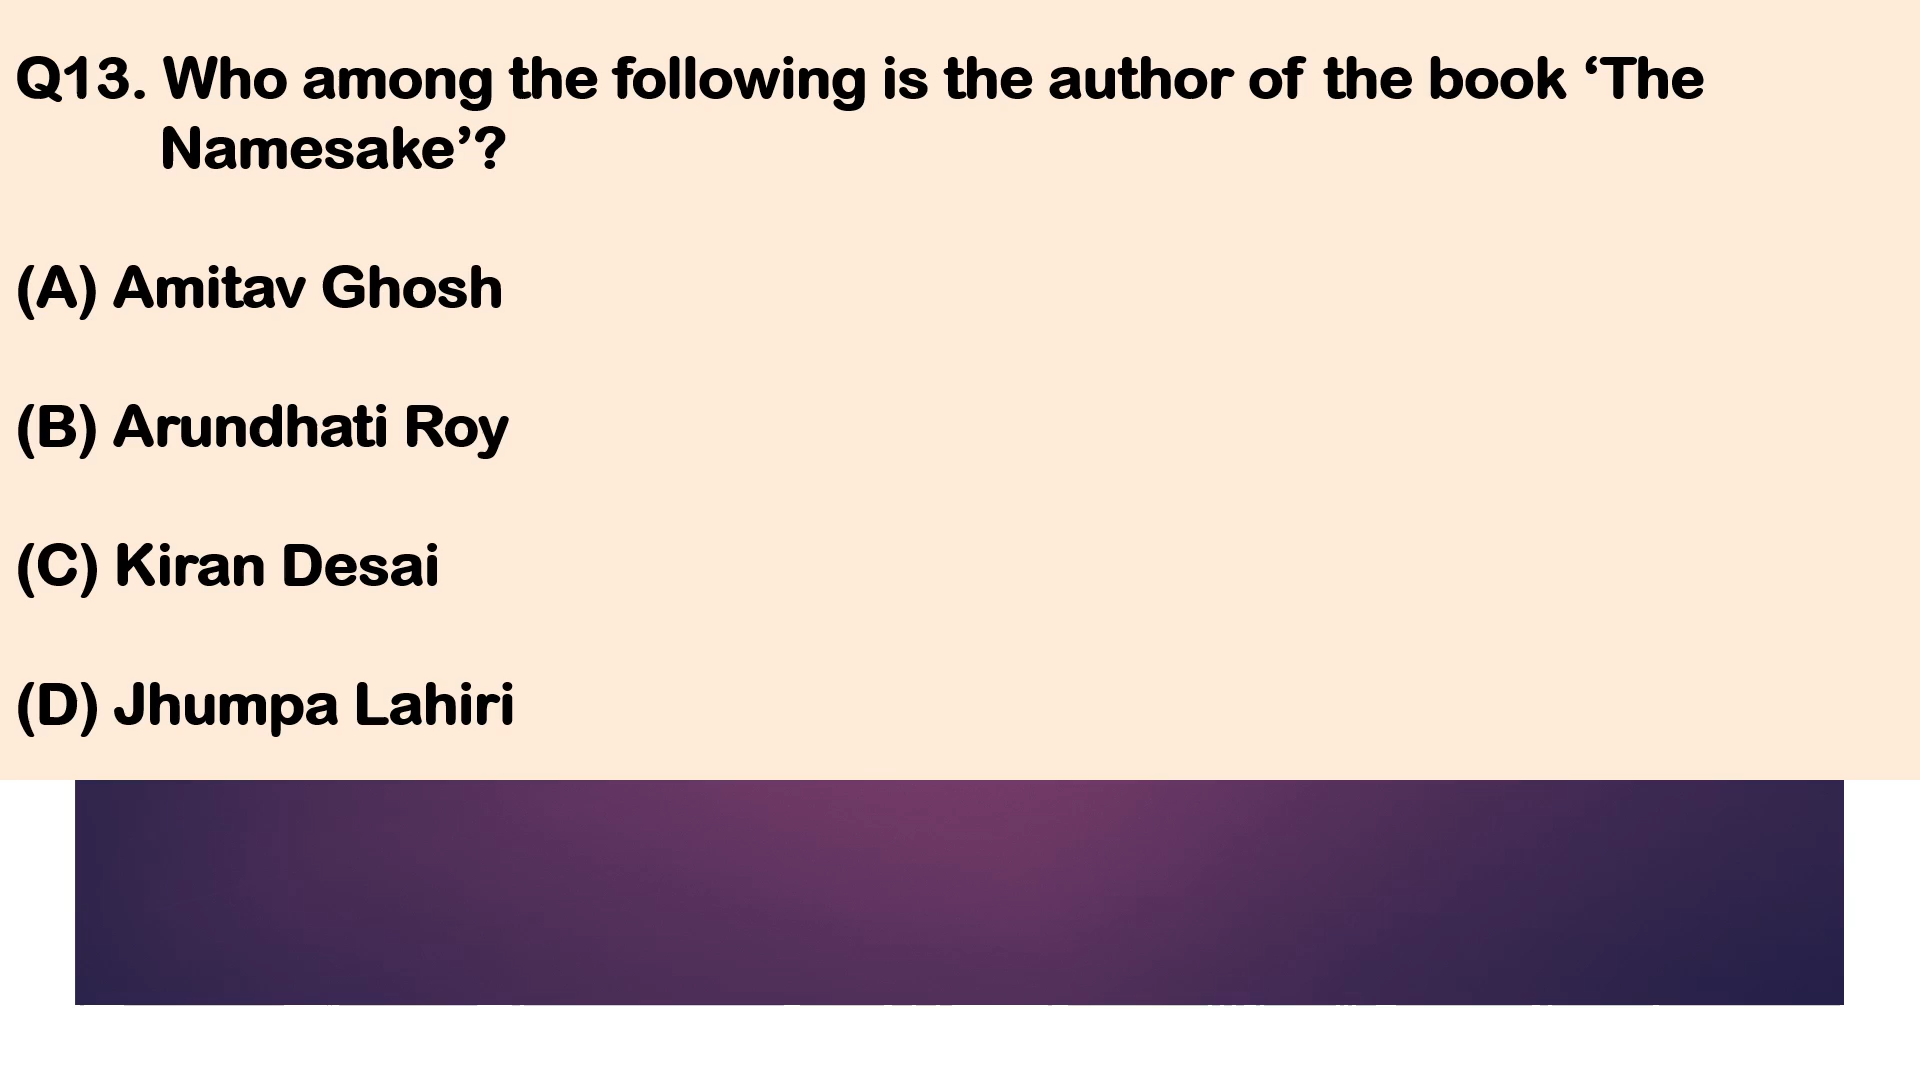 Q13. Who among the following is the author of the book ‘The
Namesake’?
(A) Amitav Ghosh
(B) Arundhati Roy
(C) Kiran Desai
(D) Jhumpa Lahiri